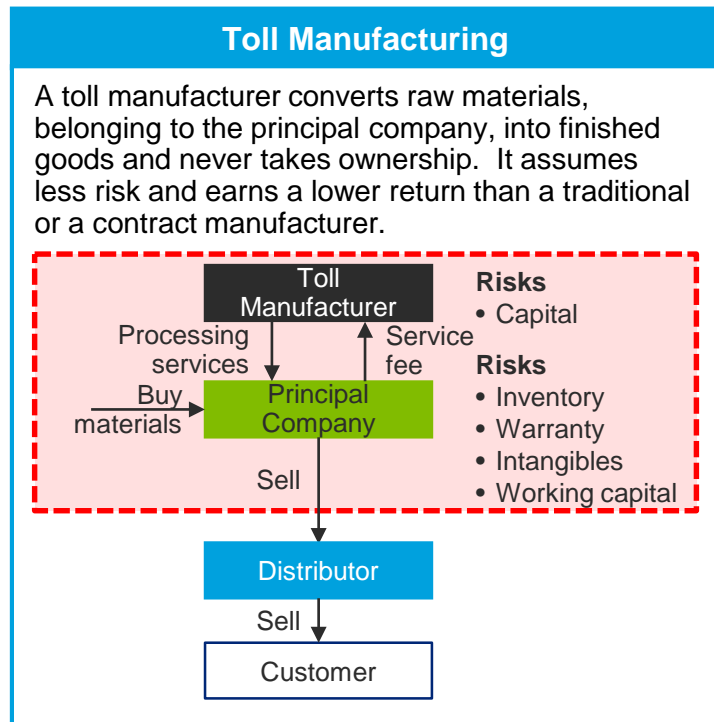 Toll Manufacturing
A toll manufacturer converts raw materials,
belonging to the principal company, into finished
goods and never takes ownership.  It assumes
less risk and earns a lower return than a traditional
or a contract manufacturer.
Toll
Manufacturer
Risks
• Capital
Processing
services
Service
fee
Buy
materials
Principal
Company
Risks
• Inventory
• Warranty
• Intangibles
• Working capital
Sell
Distributor
Sell
Customer